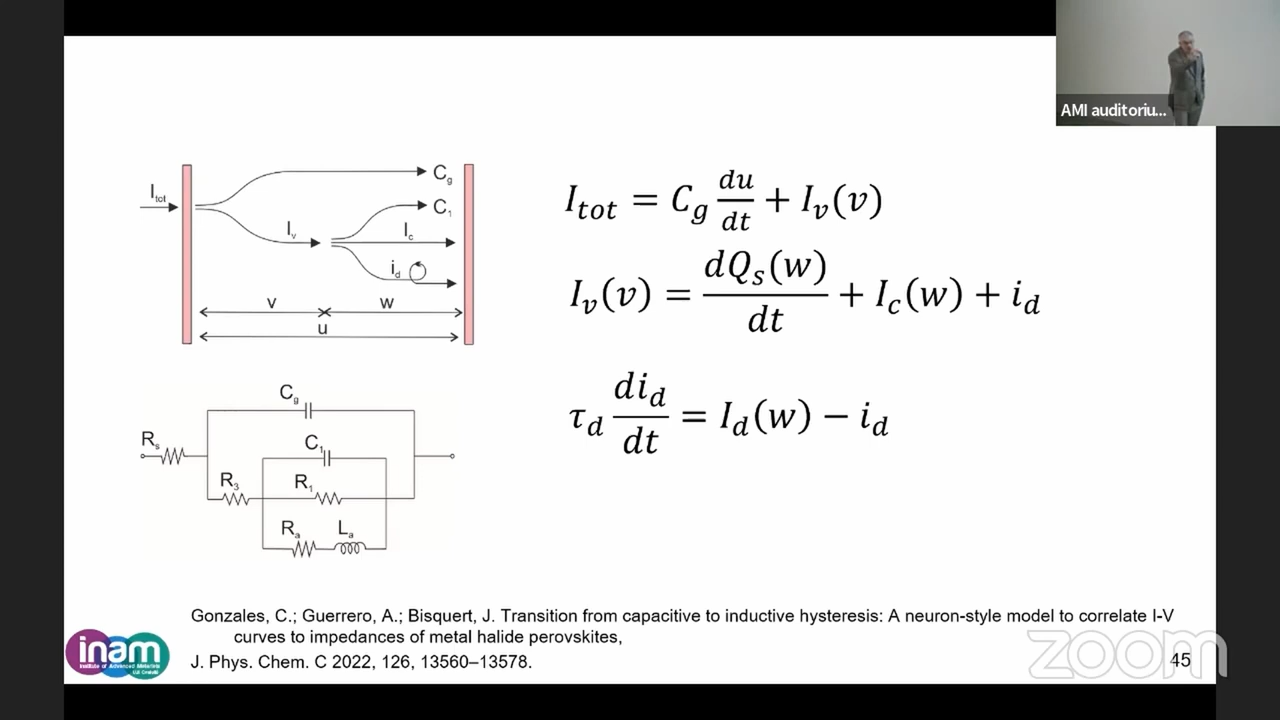 AMI auditoriu...
I_tot
C_g
C_1
I_v
I_c
i_d
v
w
u
I_tot = C_g du/dt + I_v(v)
I_v(v) = dQ_s(w)/dt + I_c(w) + i_d
τ_d di_d/dt = I_d(w) − i_d
C_g
R_s
C_1
R_3
R_1
R_a
L_a
Gonzales, C.; Guerrero, A.; Bisquert, J. Transition from capacitive to inductive hysteresis: A neuron-style model to correlate I-V
curves to impedances of metal halide perovskites,
J. Phys. Chem. C 2022, 126, 13560–13578.
inam
Institute of Advanced Materials
zoom
45